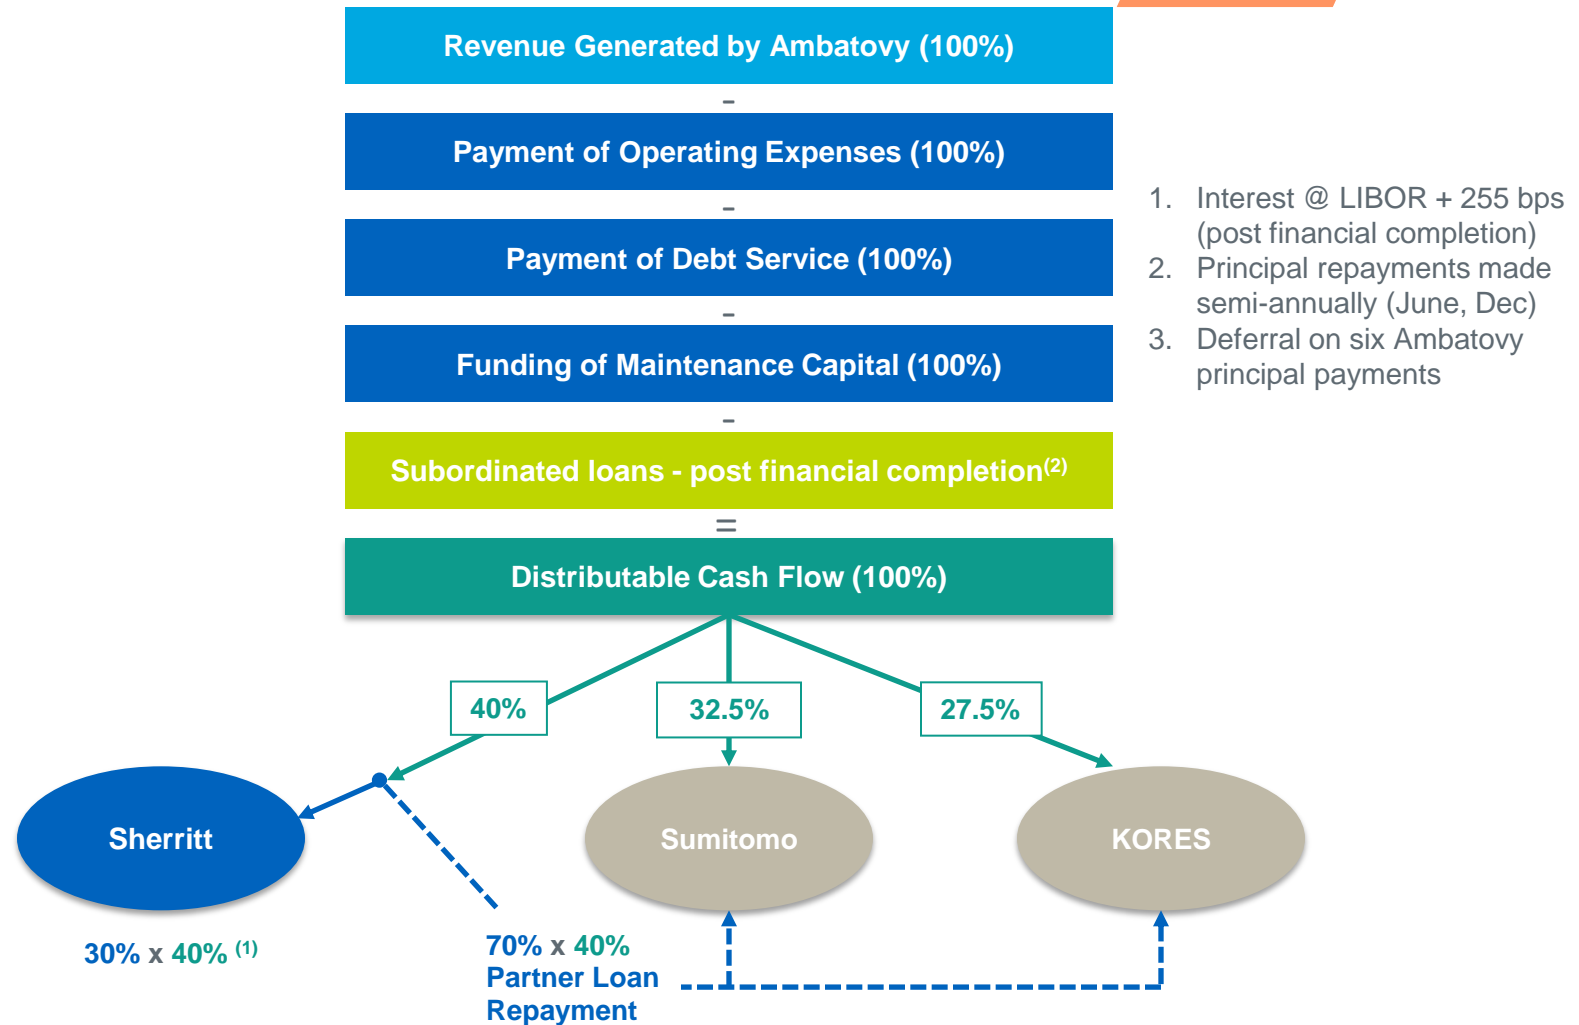 Revenue Generated by Ambatovy (100%)
-
Payment of Operating Expenses (100%)
-
Payment of Debt Service (100%)
-
Funding of Maintenance Capital (100%)
-
Subordinated loans - post financial completion(2)
=
Distributable Cash Flow (100%)
1. Interest @ LIBOR + 255 bps
(post financial completion)
2. Principal repayments made
semi-annually (June, Dec)
3. Deferral on six Ambatovy
principal payments
40%
32.5%
27.5%
Sherritt
Sumitomo
KORES
30% x 40% (1)
70% x 40%
Partner Loan
Repayment